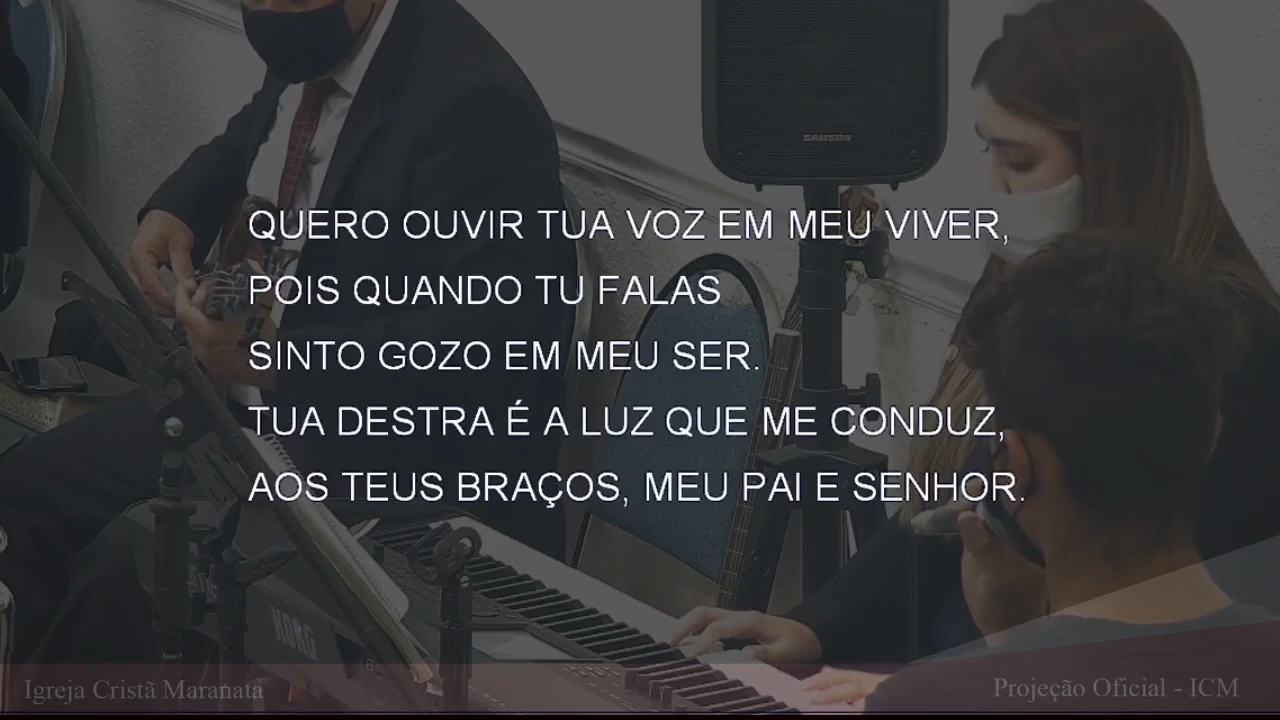 SAMSON
QUERO OUVIR TUA VOZ EM MEU VIVER,
POIS QUANDO TU FALAS
SINTO GOZO EM MEU SER.
TUA DESTRA É A LUZ QUE ME CONDUZ,
AOS TEUS BRAÇOS, MEU PAI E SENHOR.
KORG
Igreja Cristã Maranata
Projeção Oficial - ICM